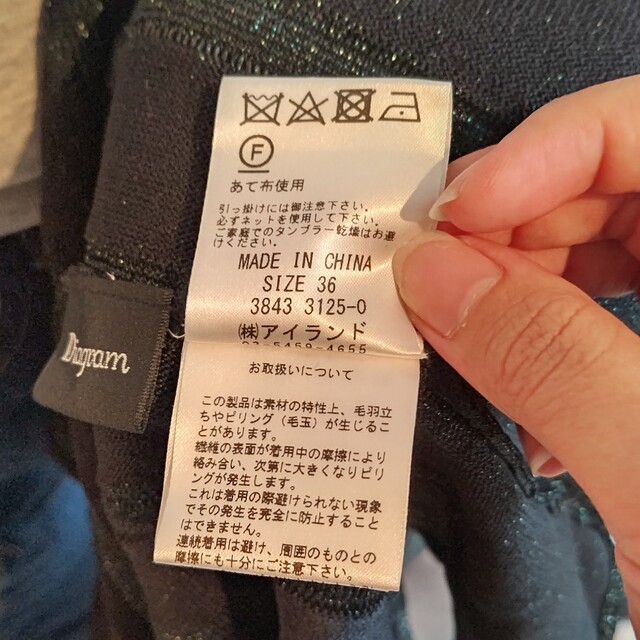 F
あて布使用
引っ掛けには御注意下さい。
必ずネットを使用して下さい。
ご家庭でのタンブラー乾燥はお避
けください。
MADE IN CHINA
SIZE 36
3843 3125-0
(株)アイランド
03-5459-4655
お取扱いについて
この製品は素材の特性上、毛羽立
ちやピリング(毛玉)が生じるこ
とがあります。
繊維の表面が着用中の摩擦により
絡み合い、次第に大きくなりピリ
ングが発生します。
これは着用の際避けられない現象
でその発生を完全に防止すること
はできません。
連続着用は避け、周囲のものとの
摩擦にも十分にご注意下さい。
Diagram